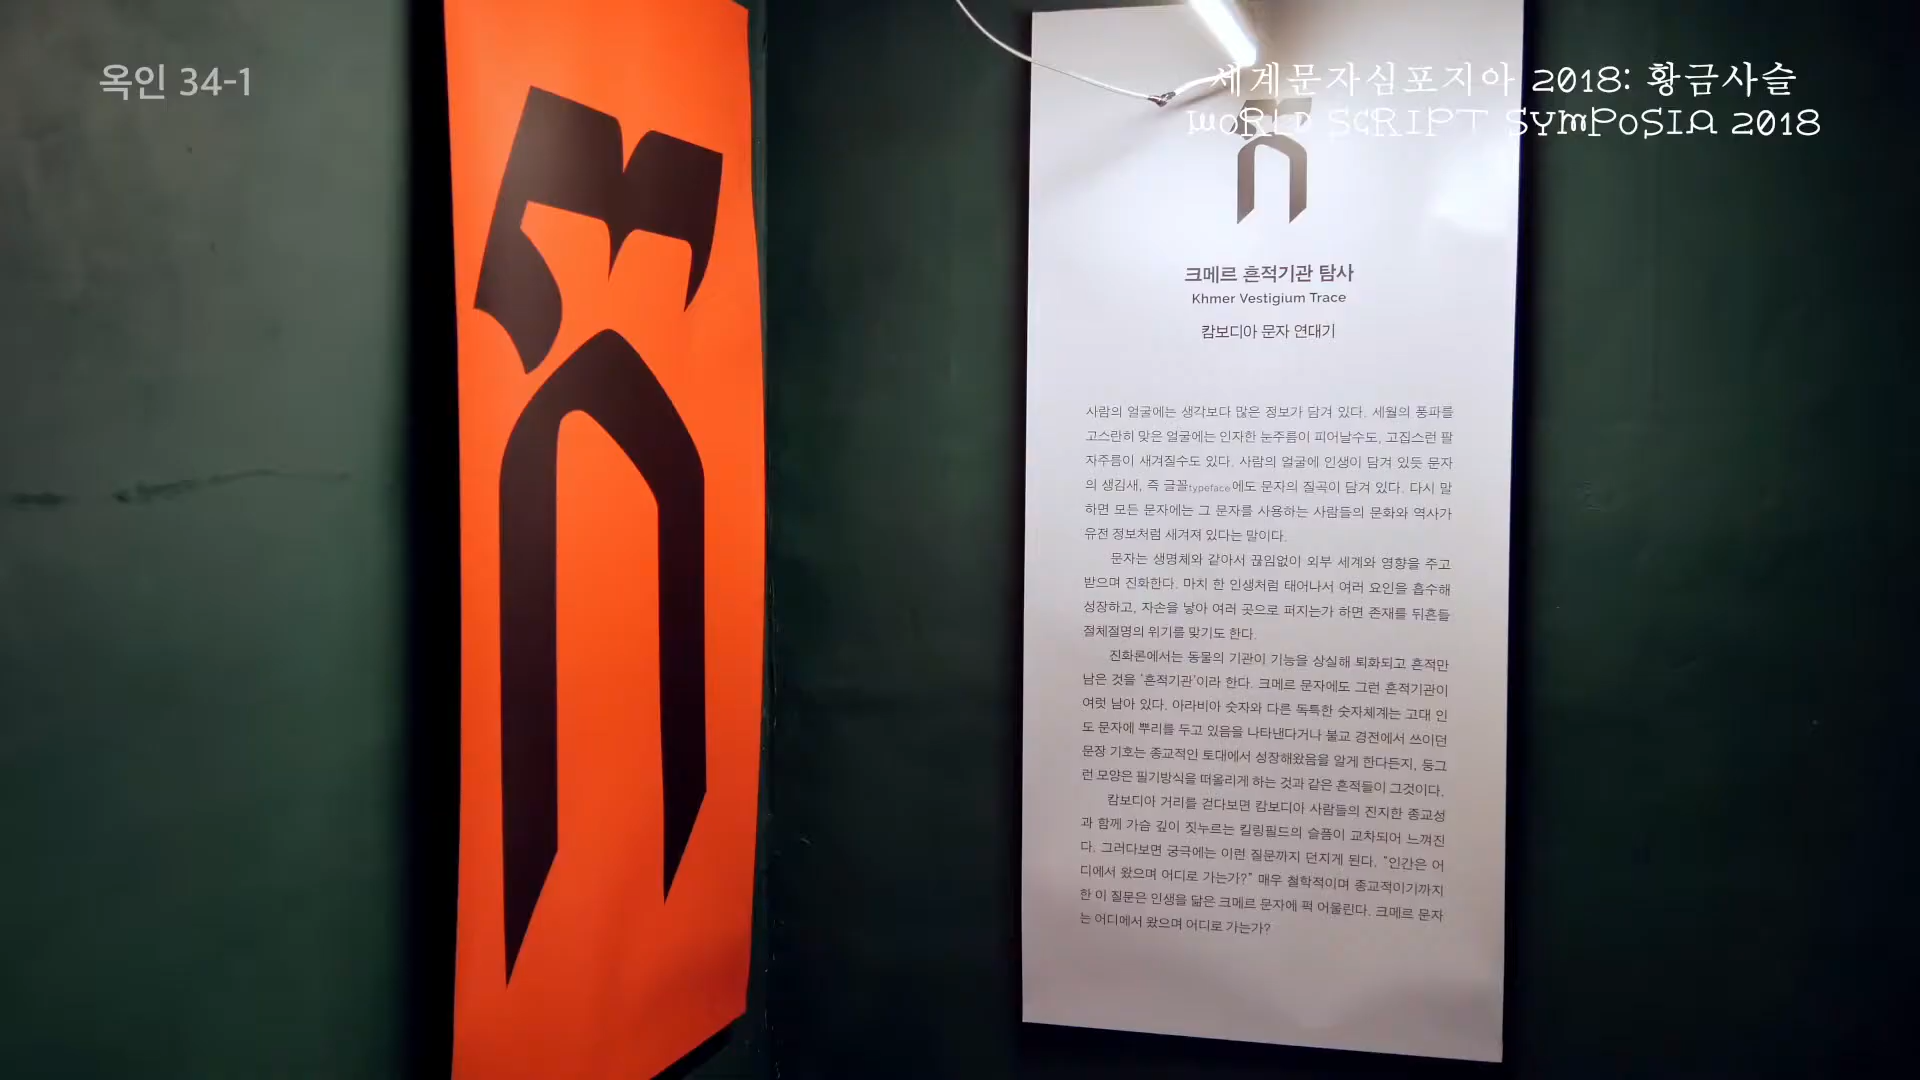 옥인 34-1
세계문자심포지아 2018: 황금사슬
WORLD SCRIPT SYMPOSIA 2018
ក
ក
크메르 흔적기관 탐사
Khmer Vestigium Trace
캄보디아 문자 연대기
사람의 얼굴에는 생각보다 많은 정보가 담겨 있다. 세월의 풍파를
고스란히 맞은 얼굴에는 인자한 눈주름이 피어날수도, 고집스런 팔
자주름이 새겨질수도 있다. 사람의 얼굴에 인생이 담겨 있듯 문자
의 생김새, 즉 글꼴typeface에도 문자의 질곡이 담겨 있다. 다시 말
하면 모든 문자에는 그 문자를 사용하는 사람들의 문화와 역사가
유전 정보처럼 새겨져 있다는 말이다.
문자는 생명체와 같아서 끊임없이 외부 세계와 영향을 주고
받으며 진화한다. 마치 한 인생처럼 태어나서 여러 요인을 흡수해
성장하고, 자손을 낳아 여러 곳으로 퍼지는가 하면 존재를 뒤흔들
절체절명의 위기를 맞기도 한다.
진화론에서는 동물의 기관이 기능을 상실해 퇴화되고 흔적만
남은 것을 '흔적기관'이라 한다. 크메르 문자에도 그런 흔적기관이
여럿 남아 있다. 아라비아 숫자와 다른 독특한 숫자체계는 고대 인
도 문자에 뿌리를 두고 있음을 나타낸다거나 불교 경전에서 쓰이던
문장 기호는 종교적안 토대에서 성장해왔음을 알게 한다든지, 둥그
런 모양은 필기방식을 떠올리게 하는 것과 같은 흔적들이 그것이다.
캄보디아 거리를 걷다보면 캄보디아 사람들의 진지한 종교성
과 함께 가슴 깊이 짓누르는 킬링필드의 슬픔이 교차되어 느껴진
다. 그러다보면 궁극에는 이런 질문까지 던지게 된다. "인간은 어
디에서 왔으며 어디로 가는가?" 매우 철학적이며 종교적이기까지
한 이 질문은 인생을 닮은 크메르 문자에 퍽 어울린다. 크메르 문자
는 어디에서 왔으며 어디로 가는가?